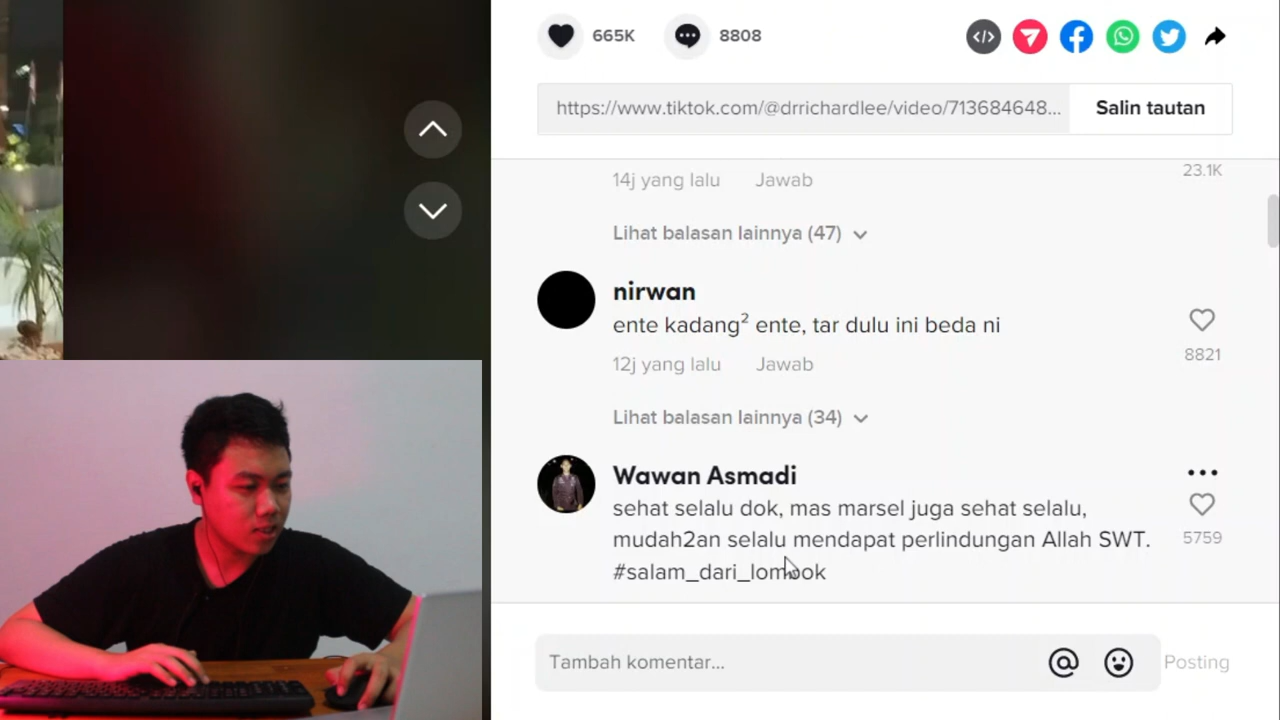 665K 8808
https://www.tiktok.com/@drrichardlee/video/713684648... Salin tautan
14j yang lalu Jawab 23.1K
Lihat balasan lainnya (47)
nirwan
ente kadang² ente, tar dulu ini beda ni
12j yang lalu Jawab 8821
Lihat balasan lainnya (34)
Wawan Asmadi
sehat selalu dok, mas marsel juga sehat selalu,
mudah2an selalu mendapat perlindungan Allah SWT. 5759
#salam_dari_lombok
Tambah komentar... Posting